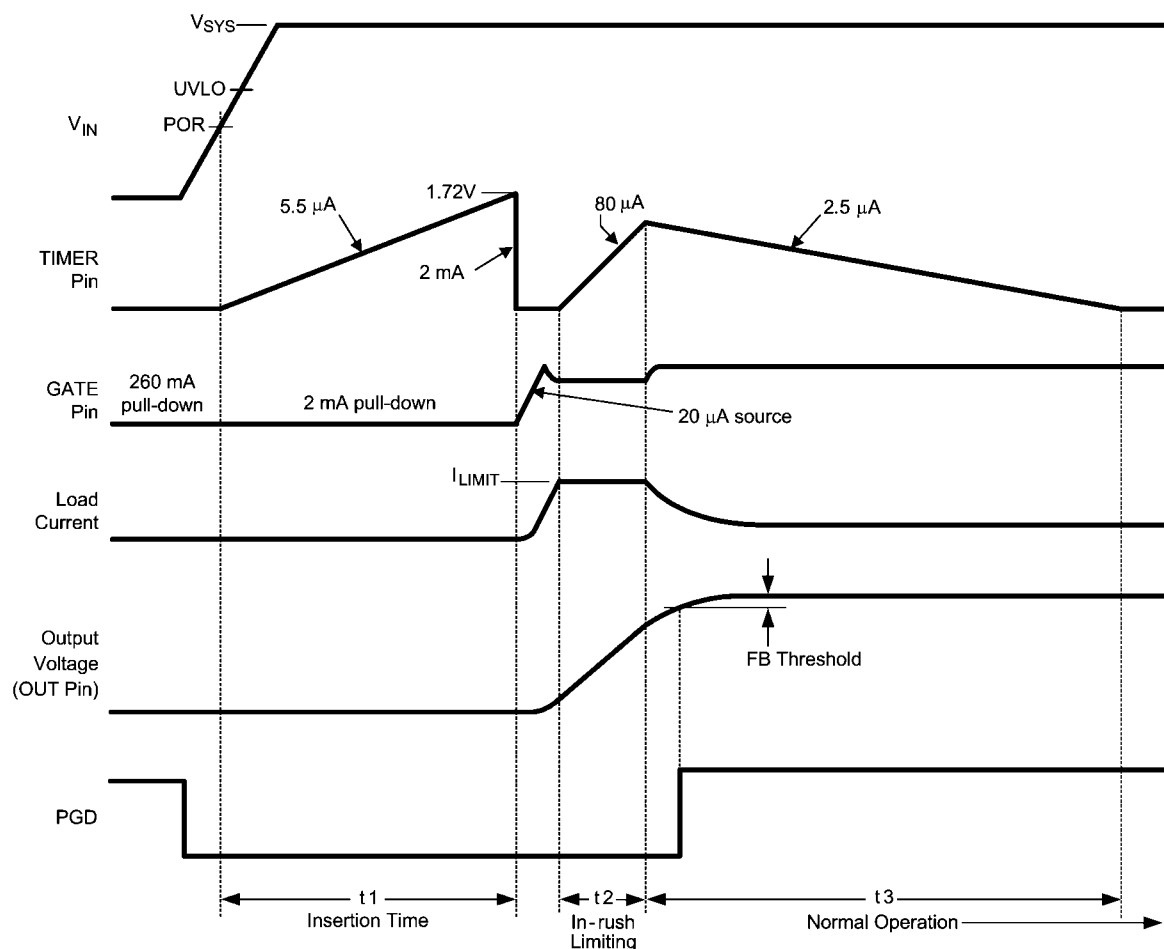 VSYS
UVLO
VIN
POR
1.72V
5.5 μA
80 μA
2.5 μA
TIMER
Pin
2 mA
GATE
Pin
260 mA
pull-down
2 mA pull-down
20 μA source
ILIMIT
Load
Current
Output
Voltage
(OUT Pin)
FB Threshold
PGD
t1
Insertion Time
t2
In-rush
Limiting
t3
Normal Operation